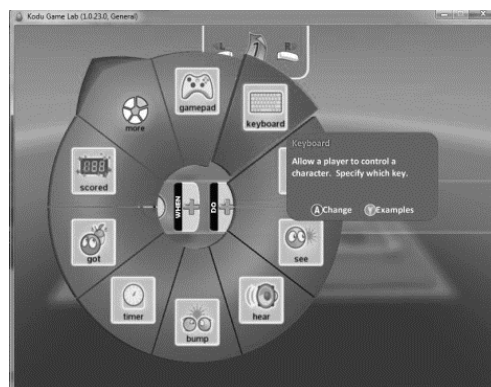 Kodu Game Lab (1.0.23.0, General)
L
R
1
gamepad
more
keyboard
Keyboard
Allow a player to control a
character. Specify which key.
A Change Y Examples
scored
WHEN
DO
got
see
timer
hear
bump